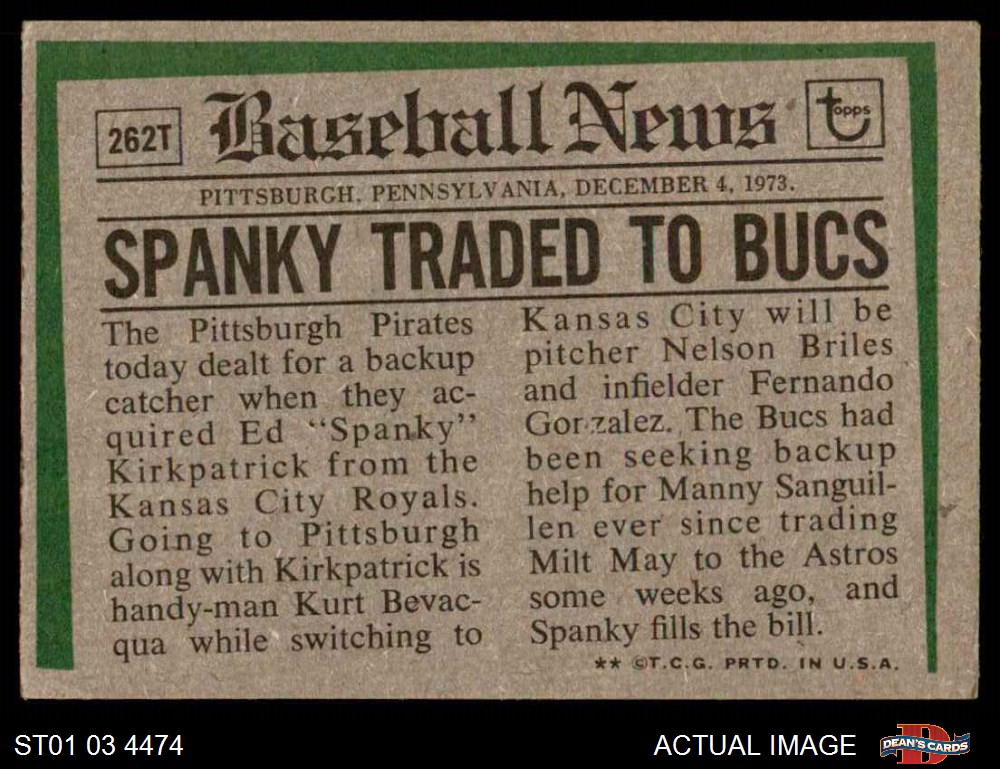 262T
Baseball News
Topps
PITTSBURGH, PENNSYLVANIA, DECEMBER 4, 1973.
SPANKY TRADED TO BUCS
The Pittsburgh Pirates
today dealt for a backup
catcher when they ac-
quired Ed "Spanky"
Kirkpatrick from the
Kansas City Royals.
Going to Pittsburgh
along with Kirkpatrick is
handy-man Kurt Bevac-
qua while switching to
Kansas City will be
pitcher Nelson Briles
and infielder Fernando
Gonzalez. The Bucs had
been seeking backup
help for Manny Sanguil-
len ever since trading
Milt May to the Astros
some weeks ago, and
Spanky fills the bill.
** ©T.C.G. PRTD. IN U.S.A.
ST01 03 4474
ACTUAL IMAGE
DEAN'S CARDS